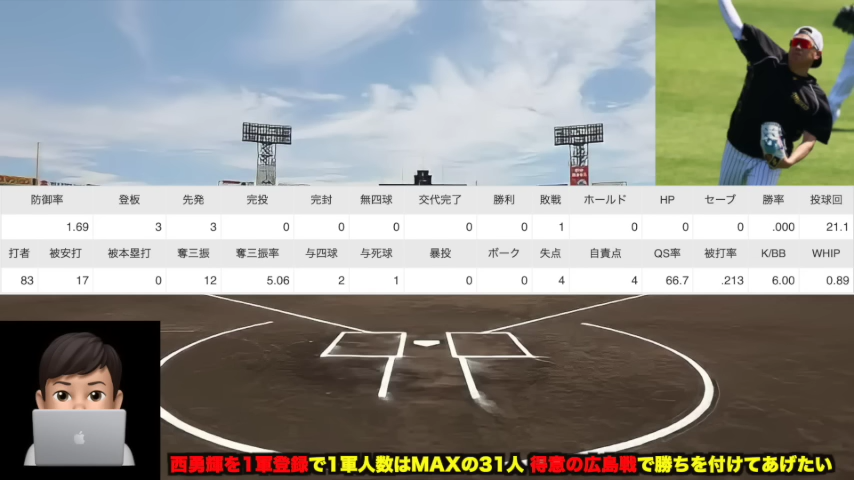 防御率 登板 先発 完投 完封 無四球 交代完了 勝利 敗戦 ホールド HP セーブ 勝率 投球回
1.69 3 3 0 0 0 0 0 1 0 0 0 .000 21.1
打者 被安打 被本塁打 奪三振 奪三振率 与四球 与死球 暴投 ボーク 失点 自責点 QS率 被打率 K/BB WHIP
83 17 0 12 5.06 2 1 0 0 4 4 66.7 .213 6.00 0.89
西勇輝を1軍登録で1軍人数はMAXの31人 得意の広島戦で勝ちを付けてあげたい